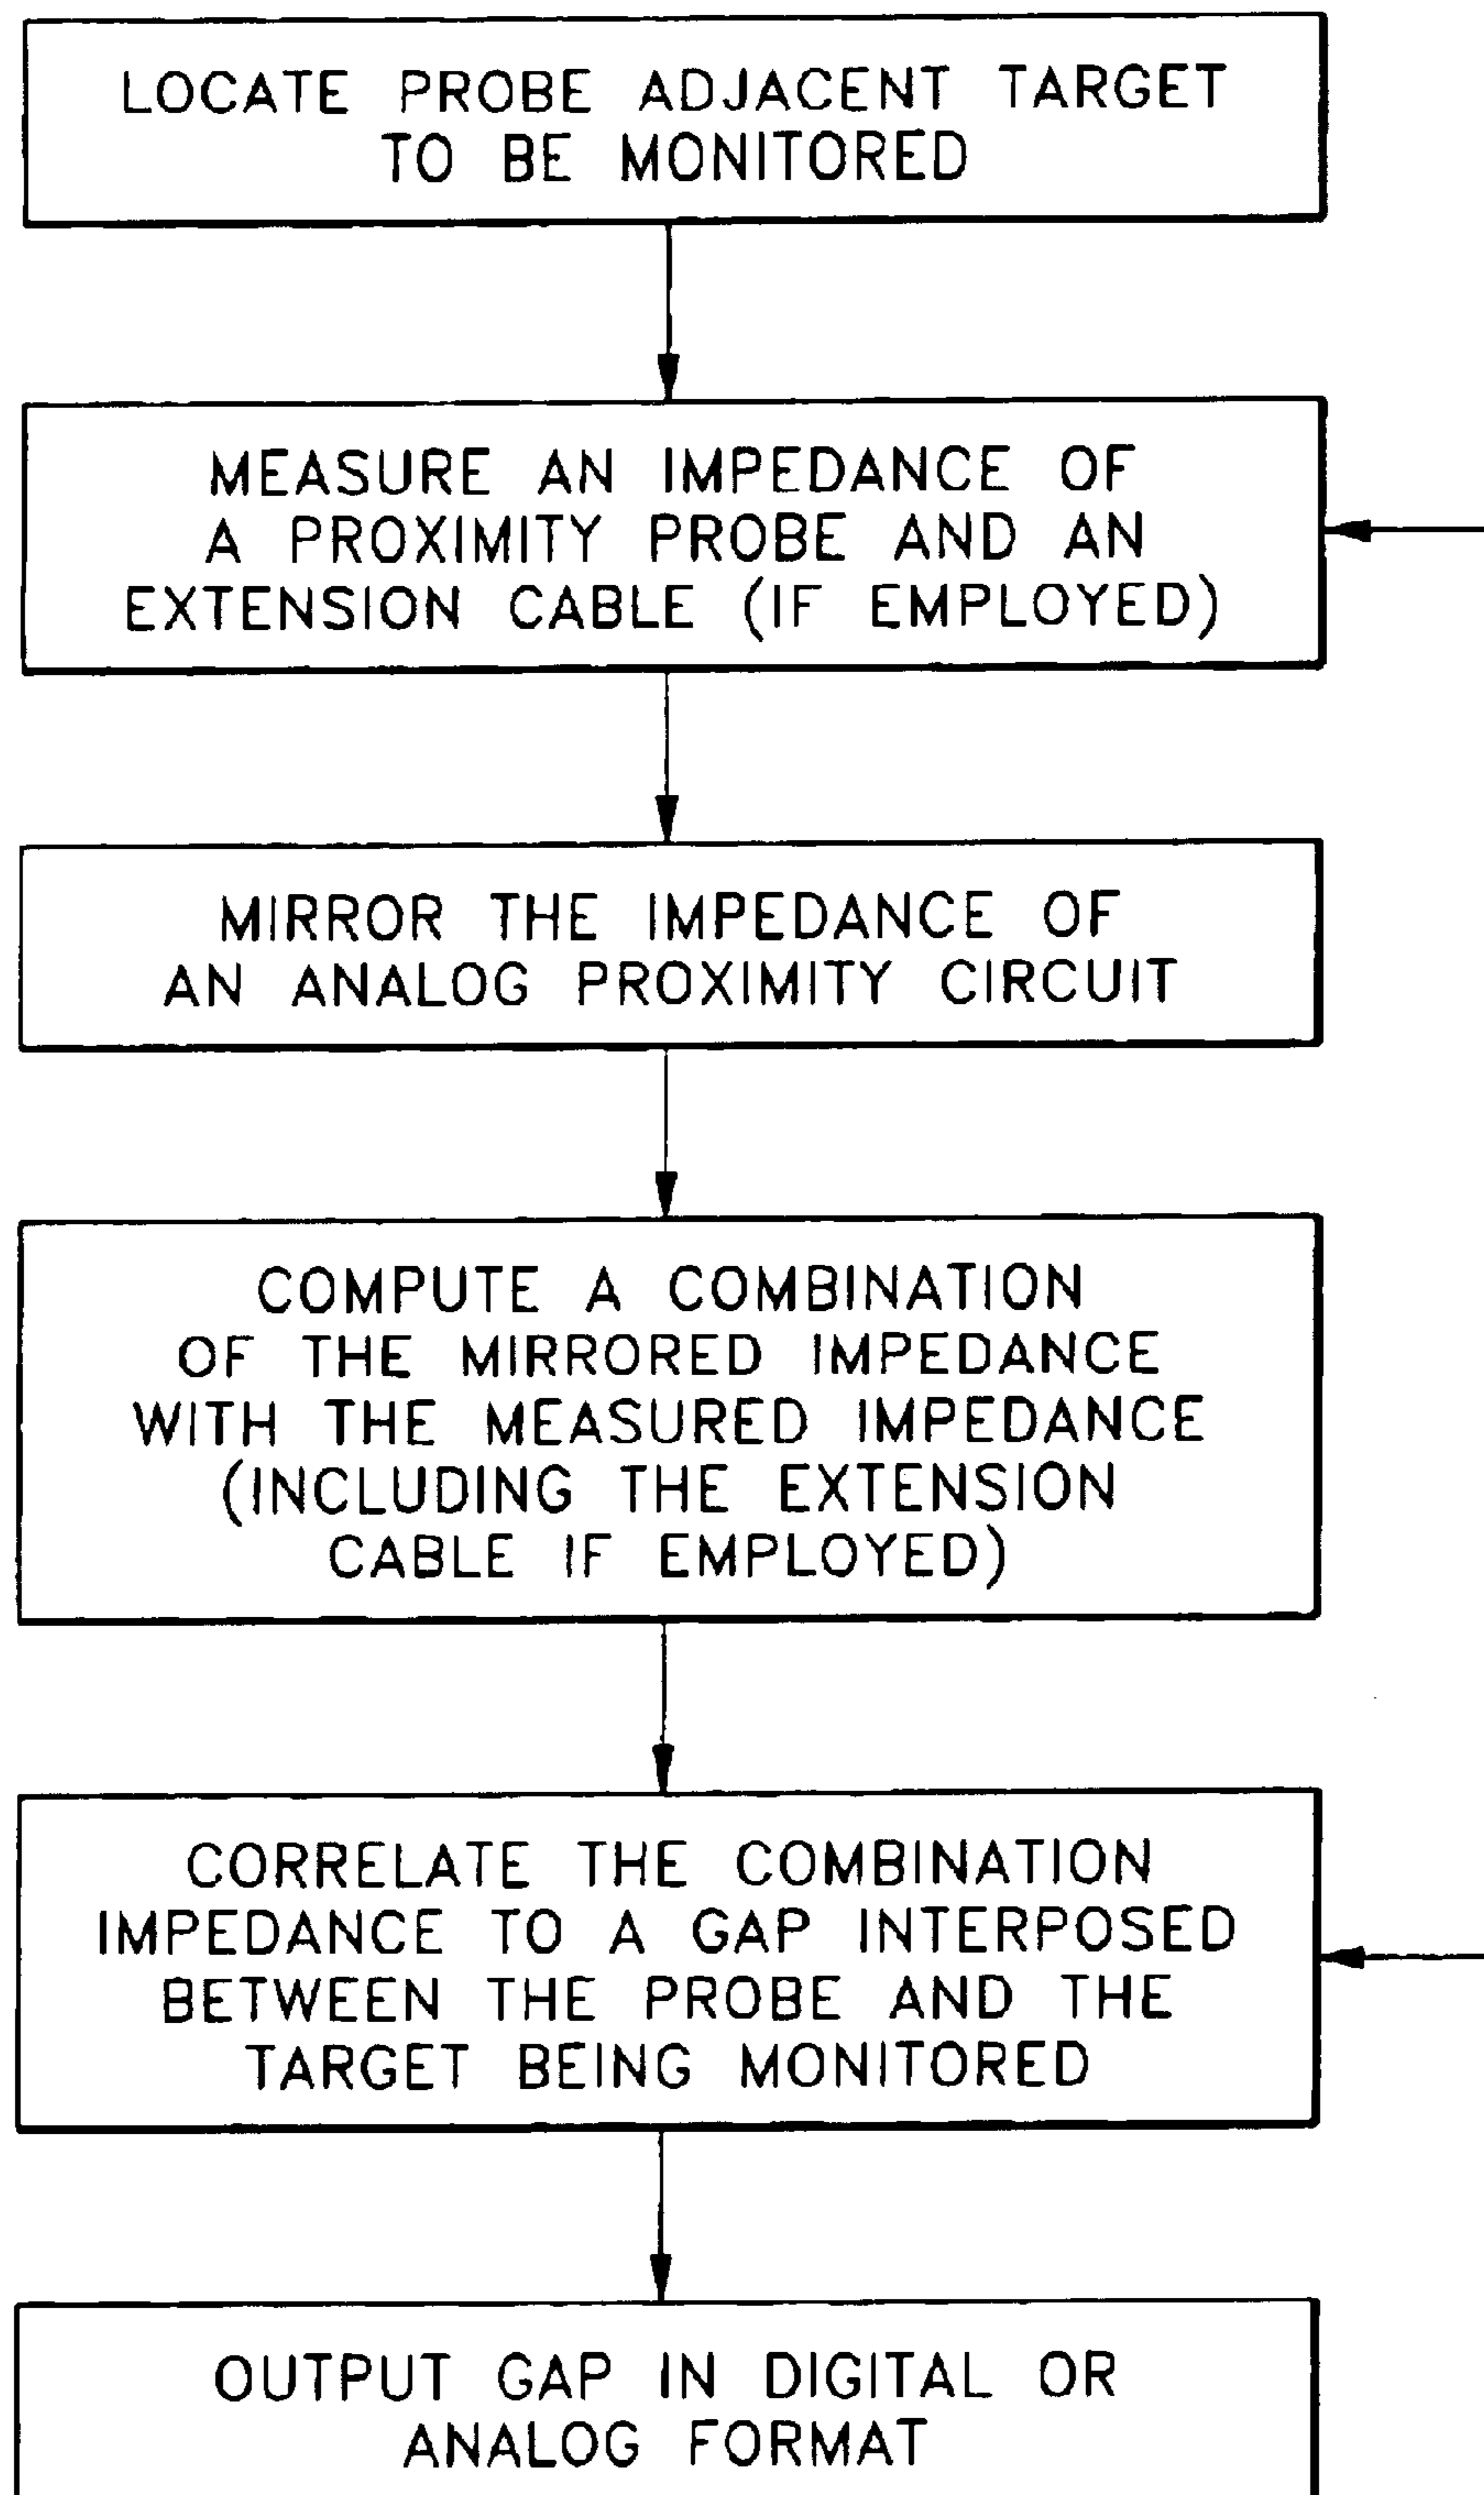 LOCATE PROBE ADJACENT TARGET
TO BE MONITORED
MEASURE AN IMPEDANCE OF
A PROXIMITY PROBE AND AN
EXTENSION CABLE (IF EMPLOYED)
MIRROR THE IMPEDANCE OF
AN ANALOG PROXIMITY CIRCUIT
COMPUTE A COMBINATION
OF THE MIRRORED IMPEDANCE
WITH THE MEASURED IMPEDANCE
(INCLUDING THE EXTENSION
CABLE IF EMPLOYED)
CORRELATE THE COMBINATION
IMPEDANCE TO A GAP INTERPOSED
BETWEEN THE PROBE AND THE
TARGET BEING MONITORED
OUTPUT GAP IN DIGITAL OR
ANALOG FORMAT